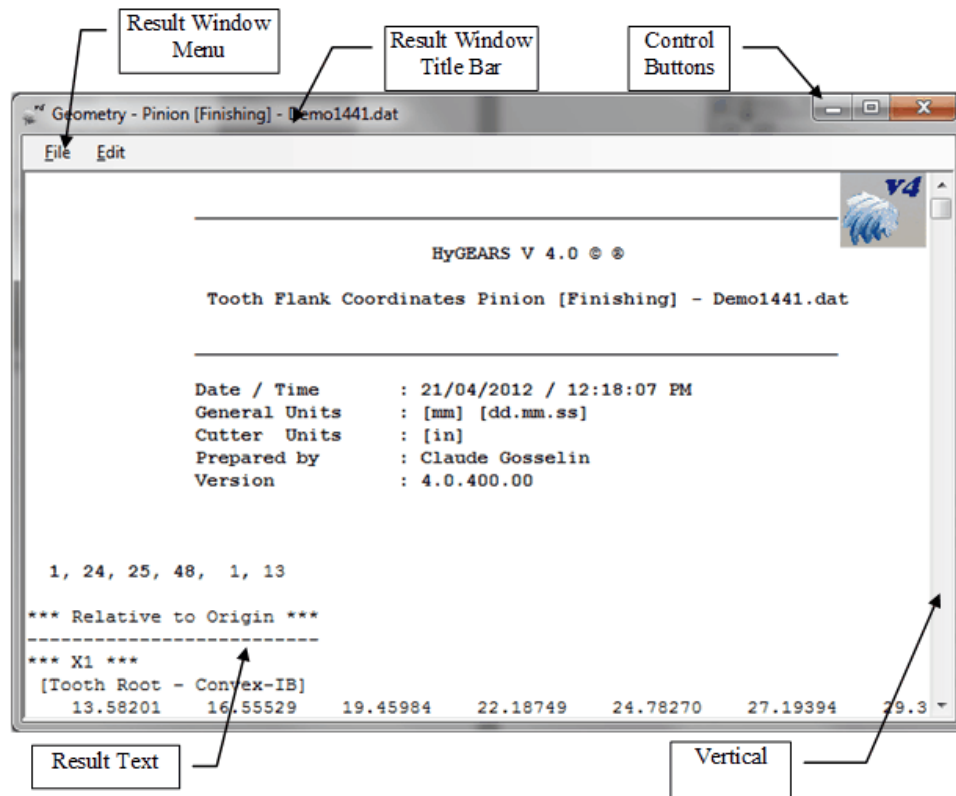 Result Window
Menu
Result Window
Title Bar
Control
Buttons
Geometry - Pinion [Finishing] - Demo1441.dat
File Edit
V4
HyGEARS V 4.0 © ®
Tooth Flank Coordinates Pinion [Finishing] - Demo1441.dat
Date / Time : 21/04/2012 / 12:18:07 PM
General Units : [mm] [dd.mm.ss]
Cutter Units : [in]
Prepared by : Claude Gosselin
Version : 4.0.400.00
1, 24, 25, 48, 1, 13
*** Relative to Origin ***
--------------------------
*** X1 ***
[Tooth Root - Convex-IB]
13.58201 16.55529 19.45984 22.18749 24.78270 27.19394 29.3
Result Text
Vertical